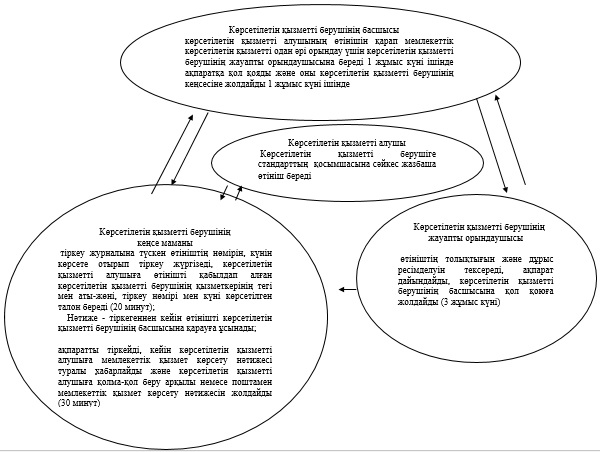 Көрсетілетін қызметті берушінің басшысы
көрсетілетін қызметті алушының өтінішін қарап мемлекеттік
көрсетілетін қызметті одан әрі орындау үшін көрсетілетін қызметті
берушінің жауапты орындаушысына береді 1 жұмыс күні ішінде
ақпаратқа қол қояды және оны көрсетілетін қызметті берушінің
кеңсесіне жолдайды 1 жұмыс күні ішінде
Көрсетілетін қызметті алушы
Көрсетілетін қызметті берушіге
стандарттың қосымшасына сәйкес жазбаша
өтініш береді
Көрсетілетін қызметті берушінің
кеңсе маманы
тіркеу журналына түскен өтініштің нөмірін, күнін
көрсете отырып тіркеу жүргізеді, көрсетілетін
қызметті алушыға өтінішті қабылдап алған
көрсетілетін қызметті берушінің қызметкерінің тегі
мен аты-жөні, тіркеу нөмірі мен күні көрсетілген
талон береді (20 минут);
Нәтиже - тіркегеннен кейін өтінішті көрсетілетін
қызметті берушінің басшысына қарауға ұсынады;
ақпаратты тіркейді, кейін көрсетілетін қызметті
алушыға мемлекеттік қызмет көрсету нәтижесі
туралы хабарлайды және көрсетілетін қызметті
алушыға қолма-қол беру арқылы немесе поштамен
мемлекеттік қызмет көрсету нәтижесін жолдайды
(30 минут)
Көрсетілетін қызметті берушінің
жауапты орындаушысы
өтініштің толықтығын және дұрыс
ресімделуін тексереді, ақпарат
дайындайды, көрсетілетін қызметті
берушінің басшысына қол қоюға
жолдайды (3 жұмыс күні)